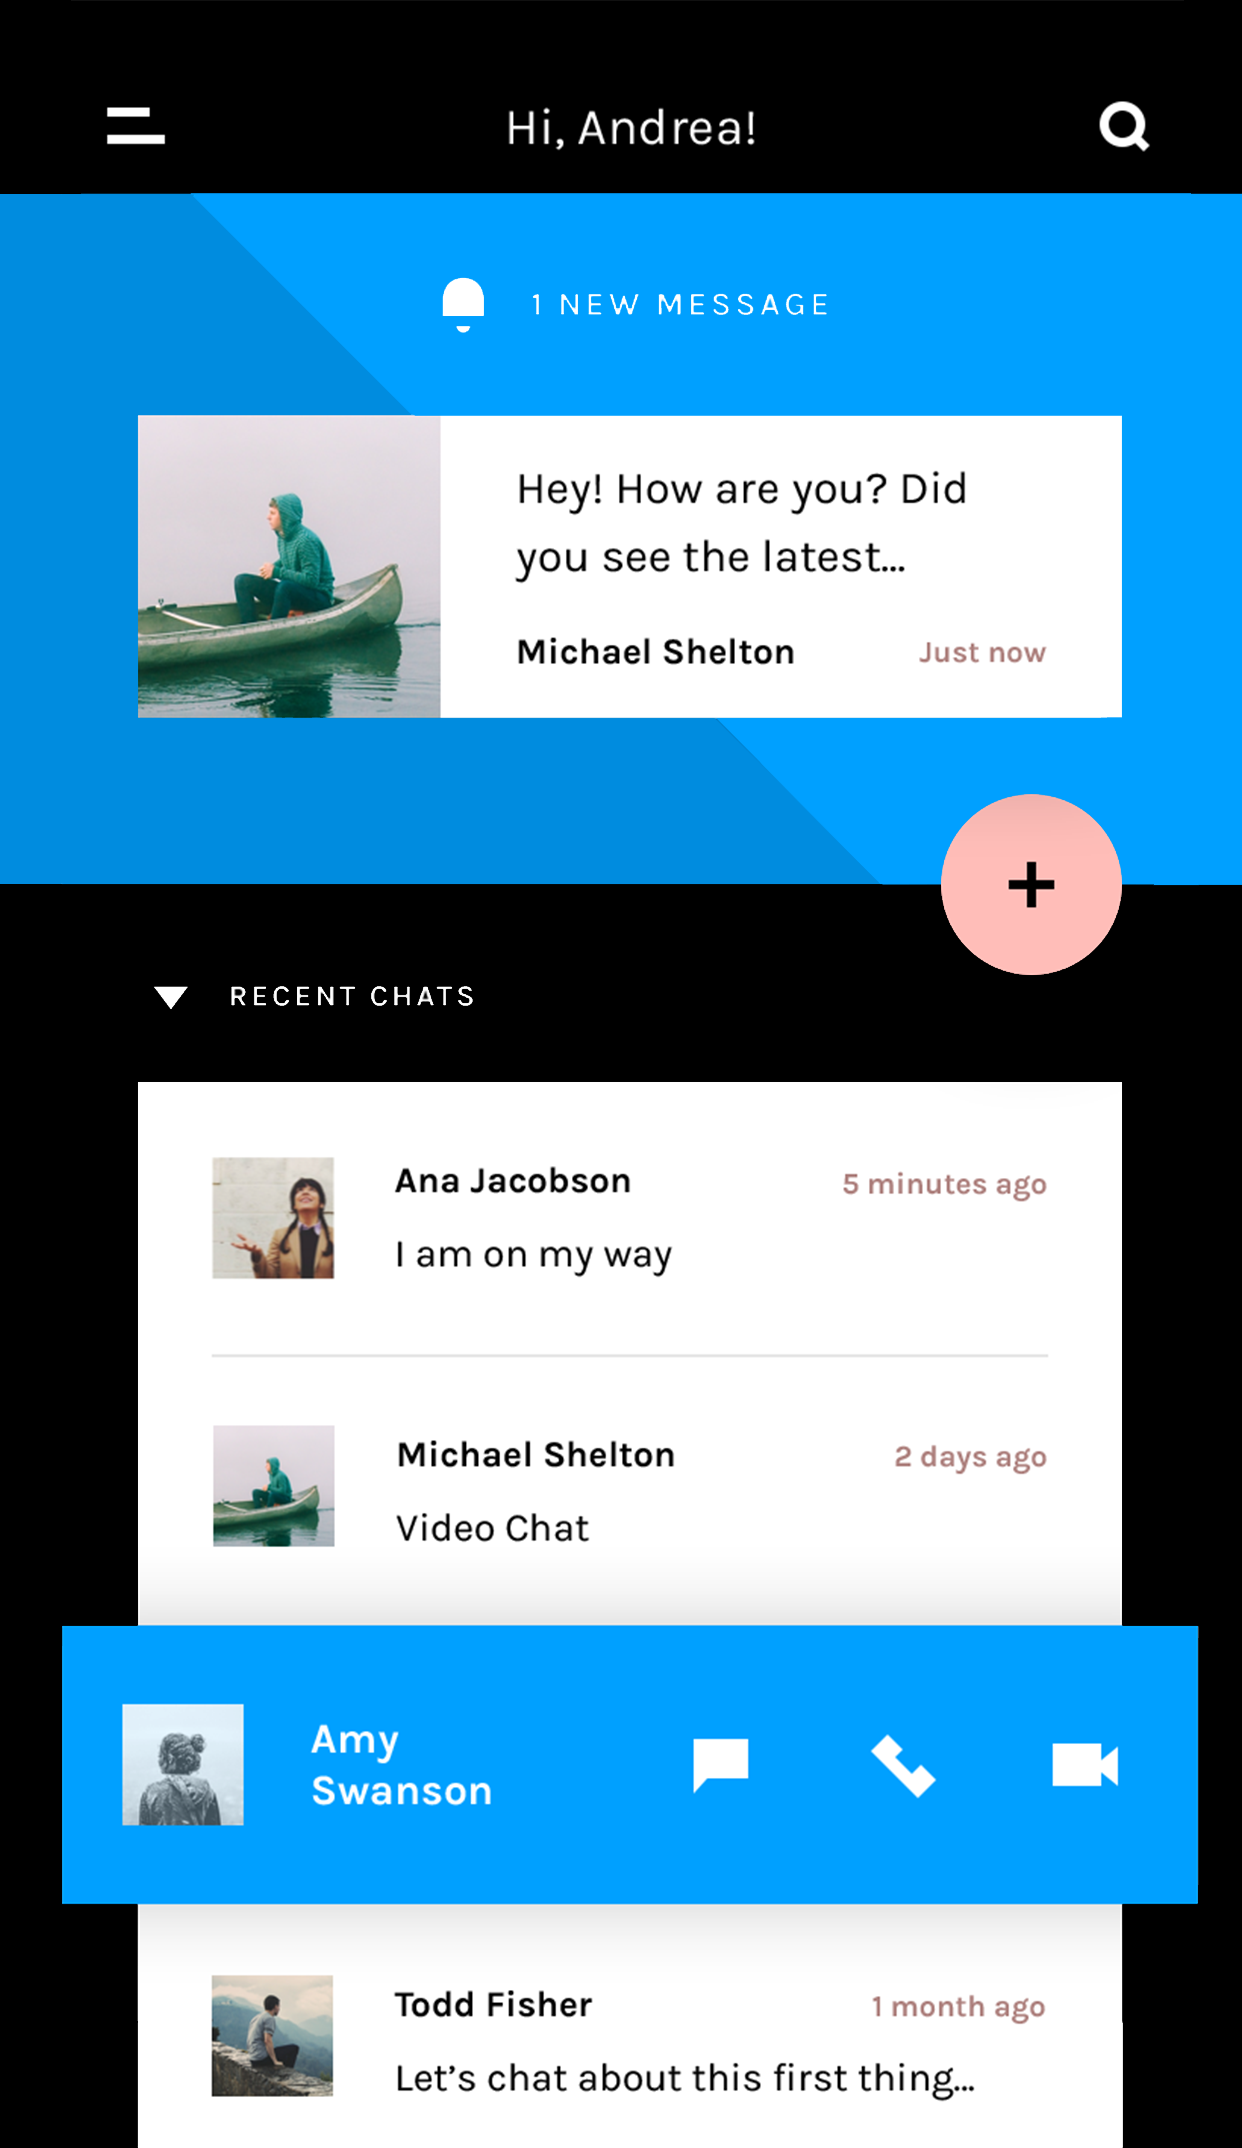 Hi, Andrea!
1 NEW MESSAGE
Hey! How are you? Did
you see the latest...
Michael Shelton Just now
RECENT CHATS
Ana Jacobson 5 minutes ago
I am on my way
Michael Shelton 2 days ago
Video Chat
Amy
Swanson
Todd Fisher 1 month ago
Let’s chat about this first thing...